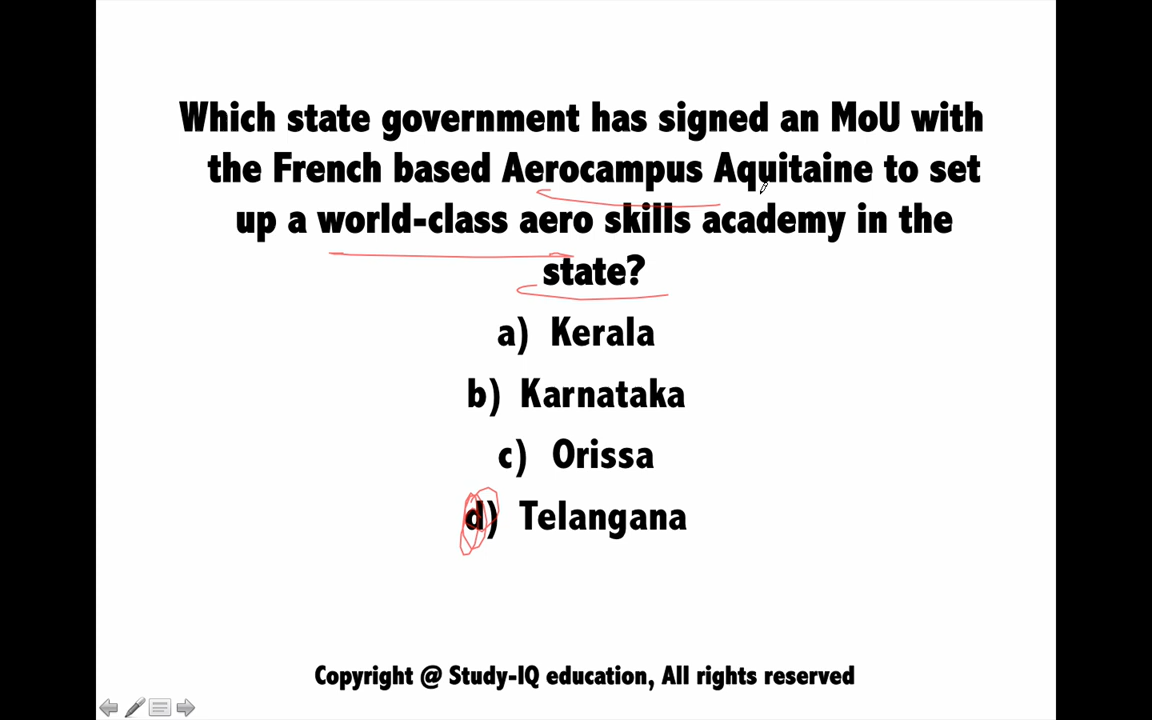 Which state government has signed an MoU with
the French based Aerocampus Aquitaine to set
up a world-class aero skills academy in the
state?
a) Kerala
b) Karnataka
c) Orissa
d) Telangana
Copyright @ Study-IQ education, All rights reserved